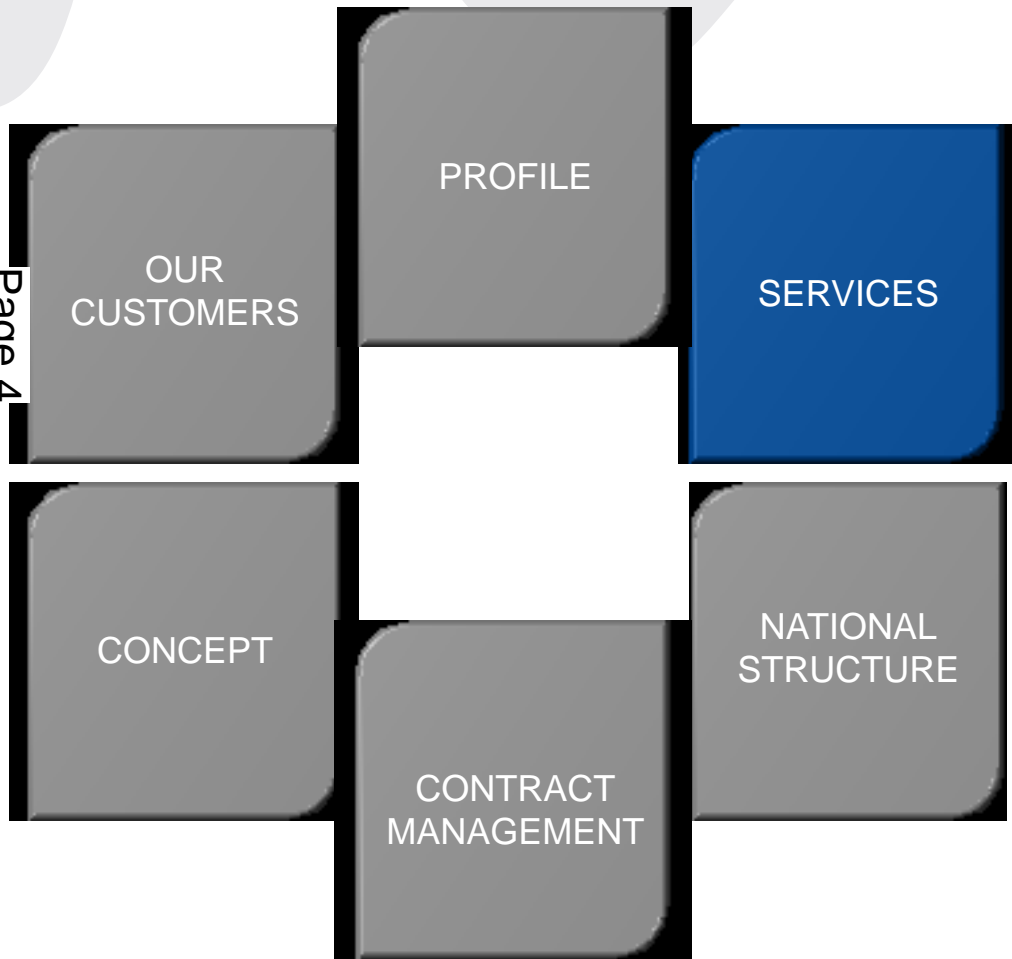 PROFILE
OUR
CUSTOMERS
SERVICES
Page 4
CONCEPT
NATIONAL
STRUCTURE
CONTRACT
MANAGEMENT